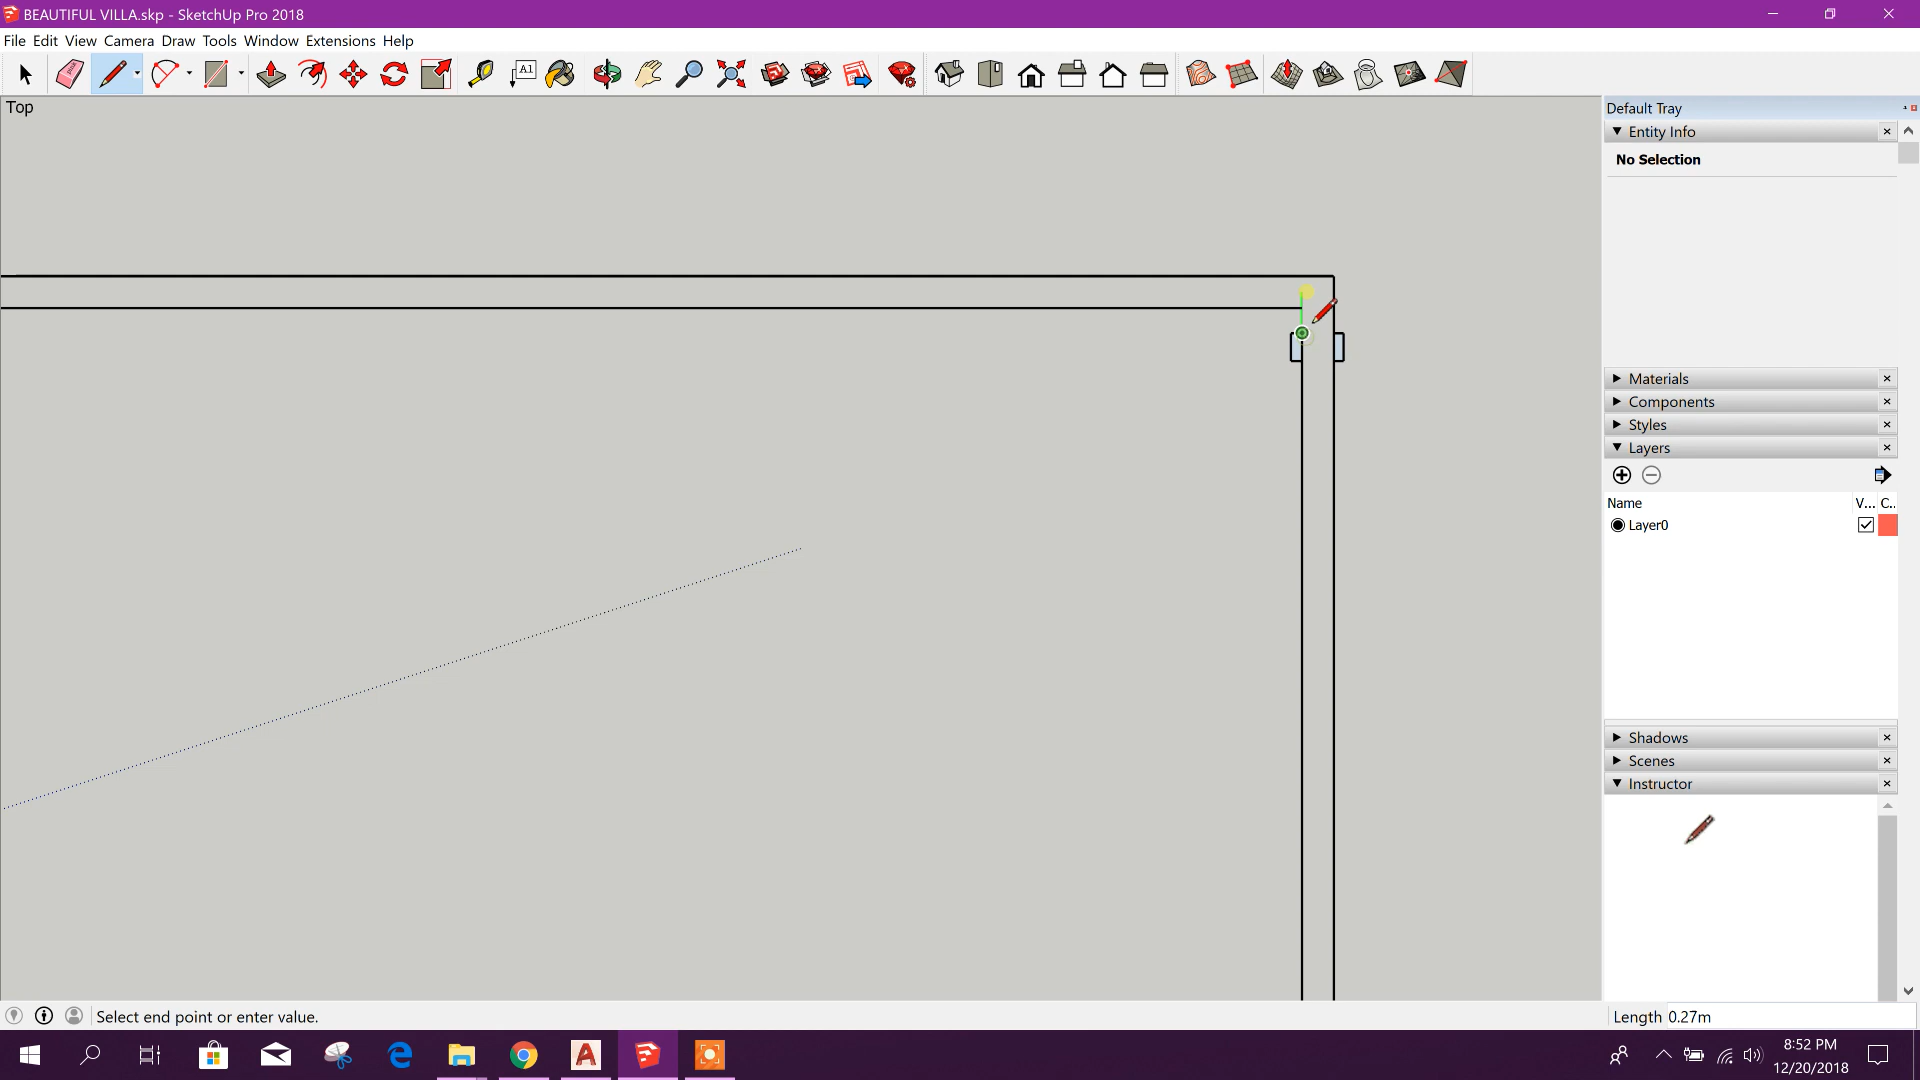 BEAUTIFUL VILLA.skp - SketchUp Pro 2018
File Edit View Camera Draw Tools Window Extensions Help
A1
Top
Default Tray
Entity Info
No Selection
Materials
Components
Styles
Layers
Name V... C..
Layer0
Shadows
Scenes
Instructor
Select end point or enter value.
Length 0.27m
8:52 PM
12/20/2018